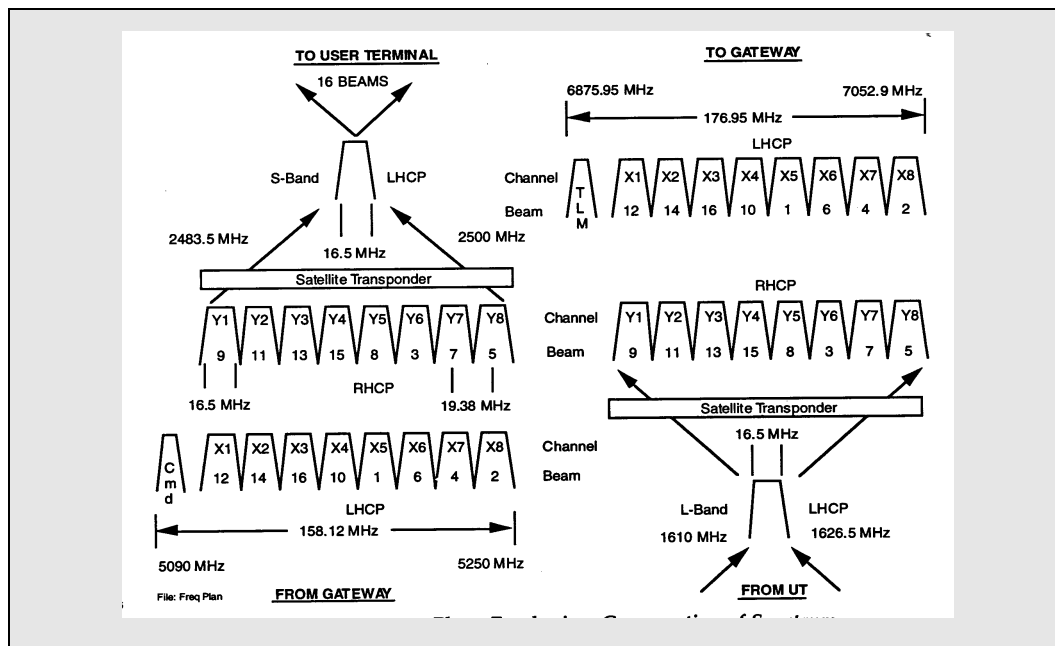 TO USER TERMINAL
16 BEAMS
S-Band LHCP
2483.5 MHz
2500 MHz
16.5 MHz
Satellite Transponder
Y1 Y2 Y3 Y4 Y5 Y6 Y7 Y8
9 11 13 15 8 3 7 5
RHCP
16.5 MHz
19.38 MHz
Cmd
X1 X2 X3 X4 X5 X6 X7 X8
12 14 16 10 1 6 4 2
LHCP
158.12 MHz
5090 MHz
5250 MHz
File: Freq Plan
FROM GATEWAY
TO GATEWAY
6875.95 MHz
7052.9 MHz
176.95 MHz
LHCP
Channel
TLM
X1 X2 X3 X4 X5 X6 X7 X8
Beam
12 14 16 10 1 6 4 2
RHCP
Channel
Y1 Y2 Y3 Y4 Y5 Y6 Y7 Y8
Beam
9 11 13 15 8 3 7 5
Satellite Transponder
16.5 MHz
Channel
Beam
L-Band LHCP
1610 MHz
1626.5 MHz
FROM UT